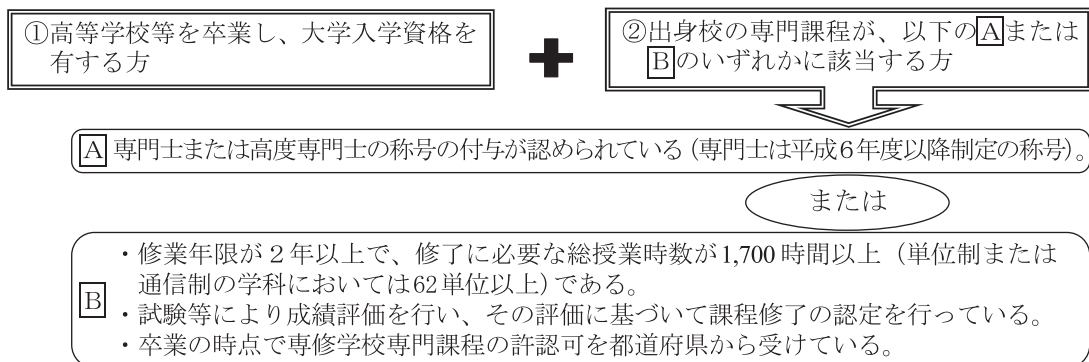 ①高等学校等を卒業し、大学入学資格を
有する方
②出身校の専門課程が、以下のAまたは
Bのいずれかに該当する方
A 専門士または高度専門士の称号の付与が認められている(専門士は平成6年度以降制定の称号)。
または
B
・修業年限が2年以上で、修了に必要な総授業時数が1,700時間以上(単位制または
通信制の学科においては62単位以上)である。
・試験等により成績評価を行い、その評価に基づいて課程修了の認定を行っている。
・卒業の時点で専修学校専門課程の許認可を都道府県から受けている。